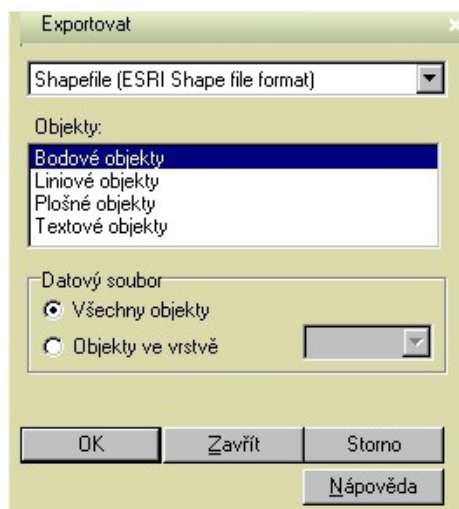 Exportovat
Shapefile (ESRI Shape file format)
Objekty:
Bodové objekty
Liniové objekty
Plošné objekty
Textové objekty
Datový soubor
Všechny objekty
Objekty ve vrstvě
OK Zavřít Storno
Nápověda